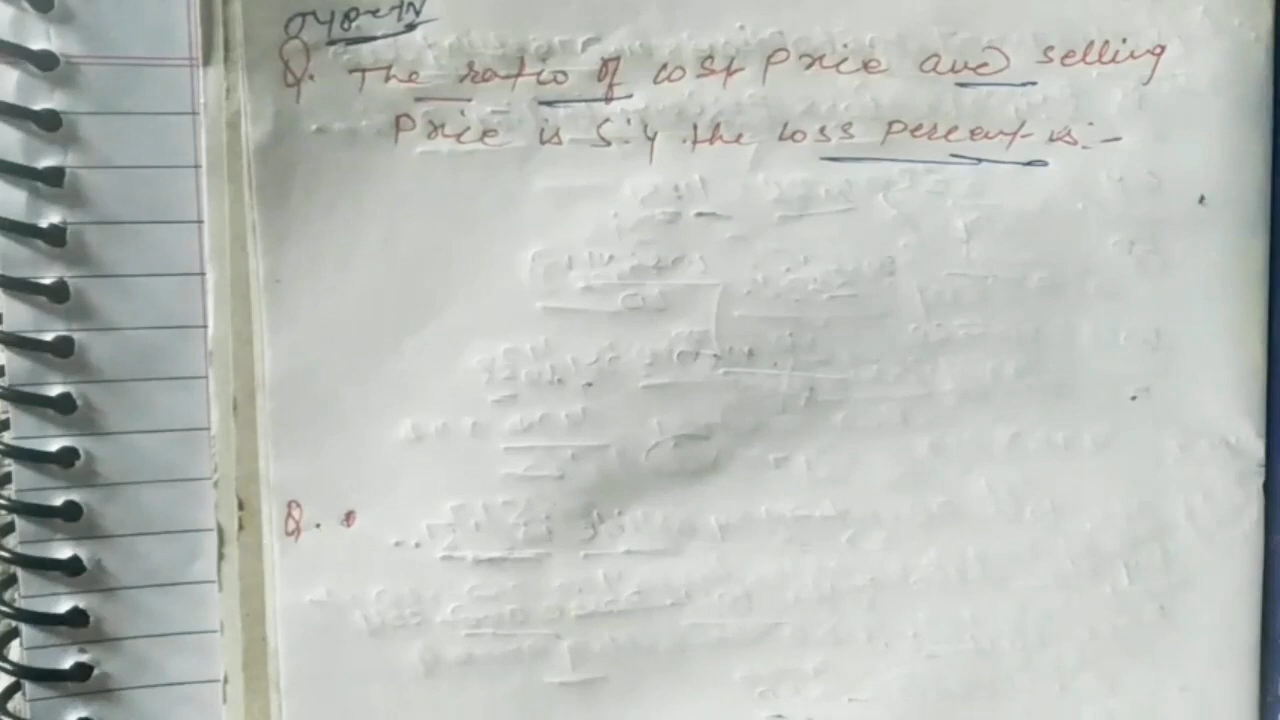 Q. The ratio of cost price and selling
price is 5:4 the loss percent is:-
Q.